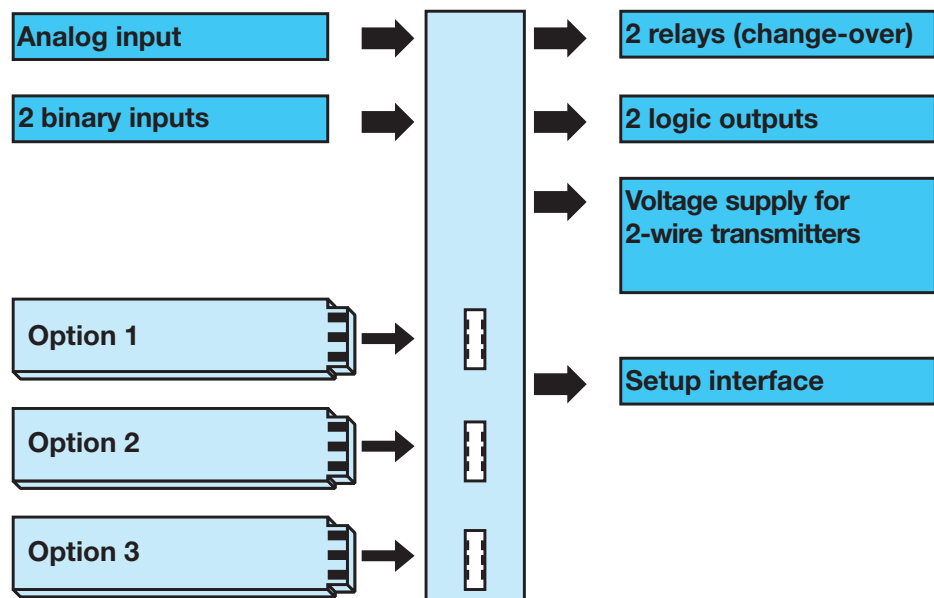 Analog input
2 binary inputs
Option 1
Option 2
Option 3
2 relays (change-over)
2 logic outputs
Voltage supply for
2-wire transmitters
Setup interface